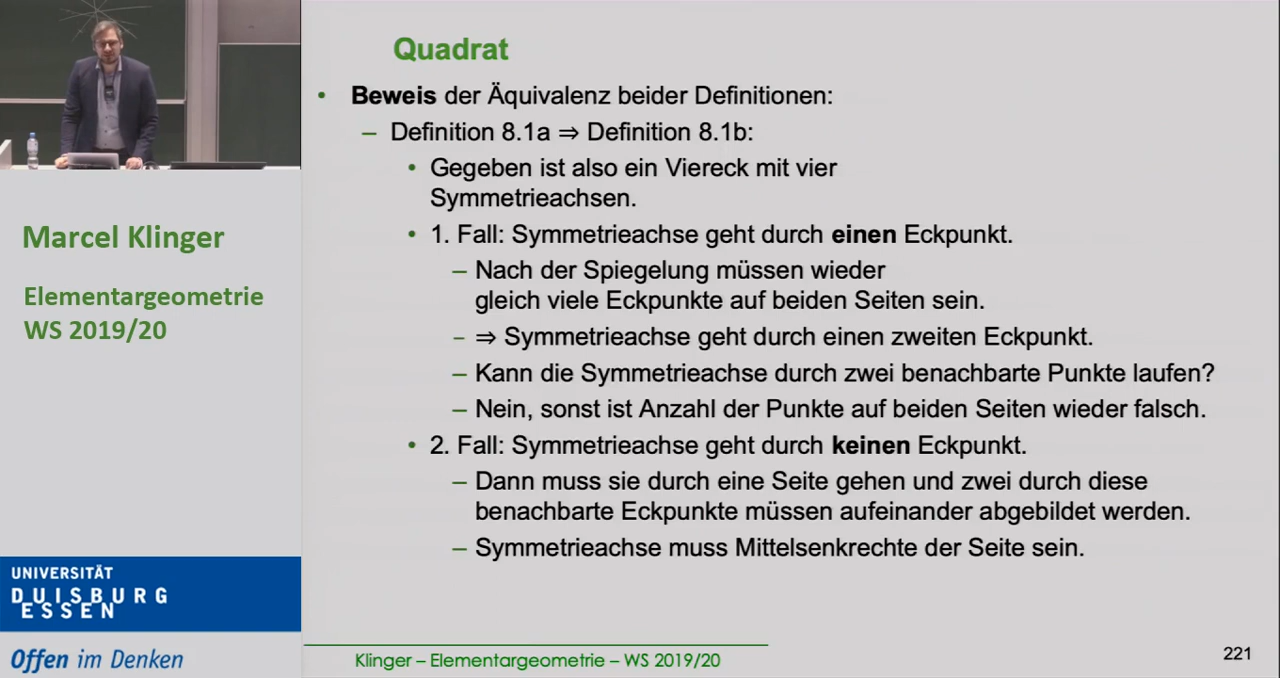 Quadrat
• Beweis der Äquivalenz beider Definitionen:
– Definition 8.1a ⇒ Definition 8.1b:
• Gegeben ist also ein Viereck mit vier
Symmetrieachsen.
• 1. Fall: Symmetrieachse geht durch einen Eckpunkt.
– Nach der Spiegelung müssen wieder
gleich viele Eckpunkte auf beiden Seiten sein.
– ⇒ Symmetrieachse geht durch einen zweiten Eckpunkt.
– Kann die Symmetrieachse durch zwei benachbarte Punkte laufen?
– Nein, sonst ist Anzahl der Punkte auf beiden Seiten wieder falsch.
• 2. Fall: Symmetrieachse geht durch keinen Eckpunkt.
– Dann muss sie durch eine Seite gehen und zwei durch diese
benachbarte Eckpunkte müssen aufeinander abgebildet werden.
– Symmetrieachse muss Mittelsenkrechte der Seite sein.
Marcel Klinger
Elementargeometrie
WS 2019/20
UNIVERSITÄT
DUISBURG
ESSEN
Offen im Denken
Klinger – Elementargeometrie – WS 2019/20
221